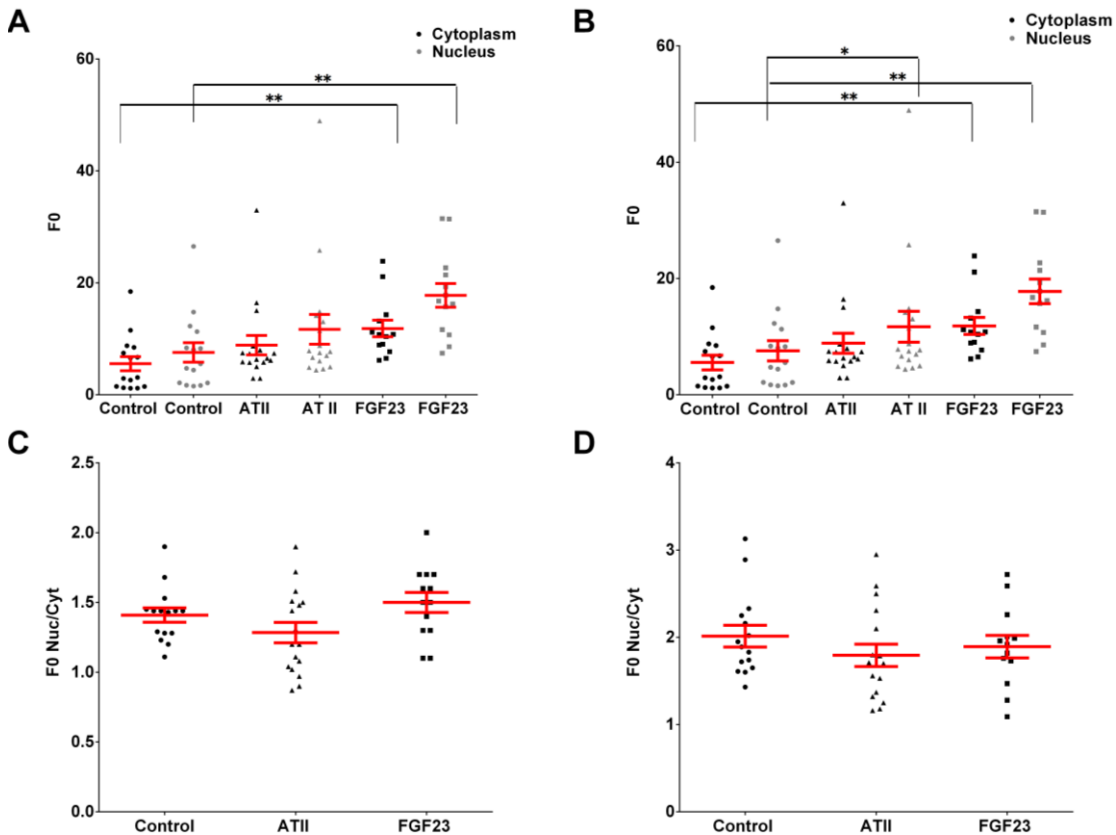 A
Cytoplasm
Nucleus
60
40
20
0
F0
**
**
Control Control ATII AT II FGF23 FGF23
B
Cytoplasm
Nucleus
60
40
20
0
F0
*
**
**
Control Control ATII AT II FGF23 FGF23
C
2.5
2.0
1.5
1.0
0.5
0.0
F0 Nuc/Cyt
Control ATII FGF23
D
4
3
2
1
0
F0 Nuc/Cyt
Control ATII FGF23